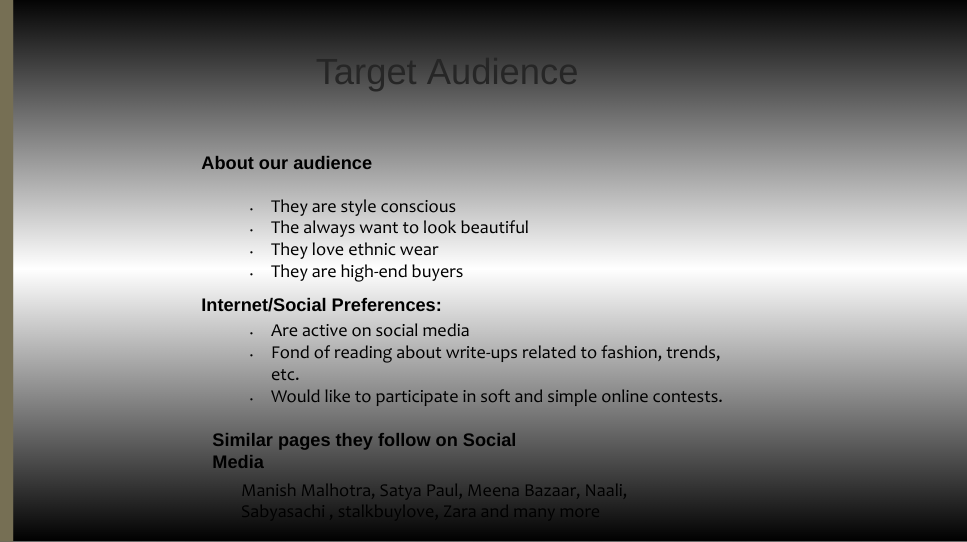 Target Audience
About our audience
• They are style conscious
• The always want to look beautiful
• They love ethnic wear
• They are high-end buyers
Internet/Social Preferences:
• Are active on social media
• Fond of reading about write-ups related to fashion, trends,
etc.
• Would like to participate in soft and simple online contests.
Similar pages they follow on Social
Media
Manish Malhotra, Satya Paul, Meena Bazaar, Naali,
Sabyasachi , stalkbuylove, Zara and many more